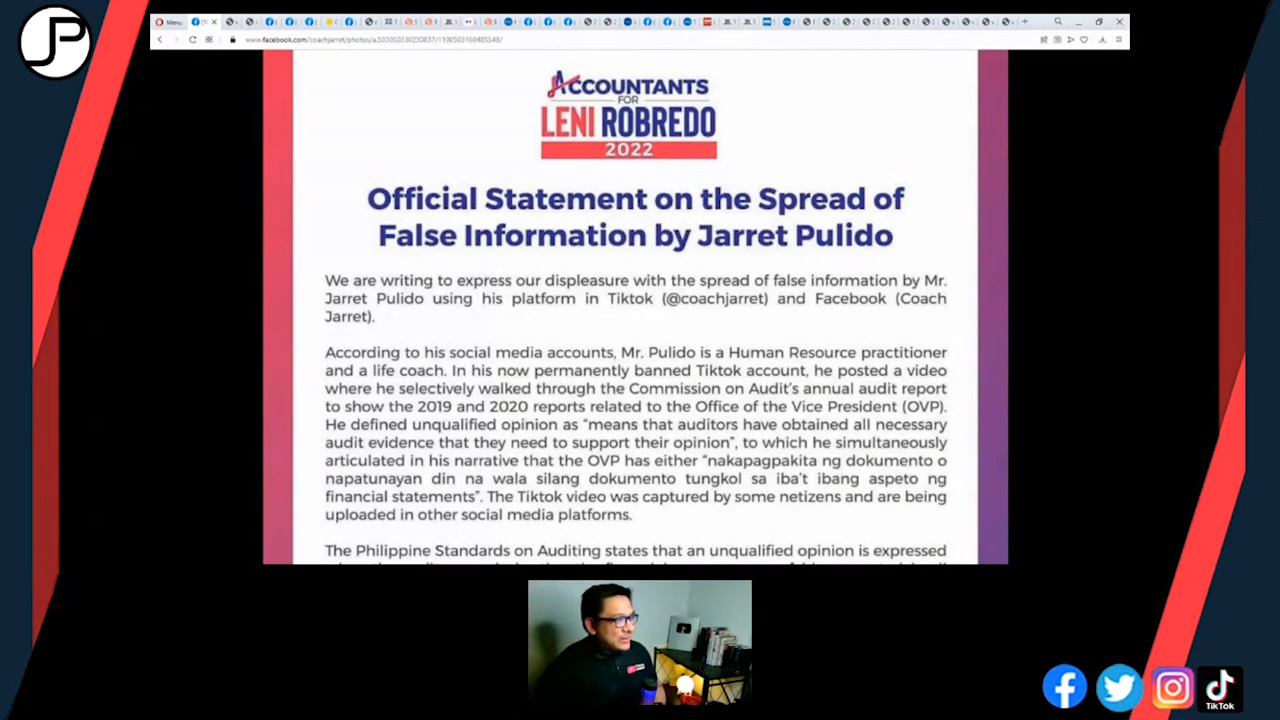 JP
Menu
www.facebook.com/coachjarret/photos/a.503050330230837/1100503160485548/
ACCOUNTANTS
FOR
LENI ROBREDO
2022
Official Statement on the Spread of
False Information by Jarret Pulido
We are writing to express our displeasure with the spread of false information by Mr.
Jarret Pulido using his platform in Tiktok (@coachjarret) and Facebook (Coach
Jarret).
According to his social media accounts, Mr. Pulido is a Human Resource practitioner
and a life coach. In his now permanently banned Tiktok account, he posted a video
where he selectively walked through the Commission on Audit's annual audit report
to show the 2019 and 2020 reports related to the Office of the Vice President (OVP).
He defined unqualified opinion as “means that auditors have obtained all necessary
audit evidence that they need to support their opinion”, to which he simultaneously
articulated in his narrative that the OVP has either “nakapagpakita ng dokumento o
napatunayan din na wala silang dokumento tungkol sa iba't ibang aspeto ng
financial statements”. The Tiktok video was captured by some netizens and are being
uploaded in other social media platforms.
The Philippine Standards on Auditing states that an unqualified opinion is expressed
TikTok